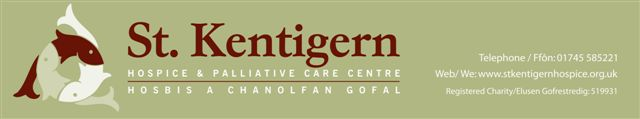 St. Kentigern
HOSPICE & PALLIATIVE CARE CENTRE
HOSBIS A CHANOLFAN GOFAL
Telephone / Ffôn: 01745 585221
Web/ We: www.stkentigernhospice.org.uk
Registered Charity/Elusen Gofrestredig: 519931